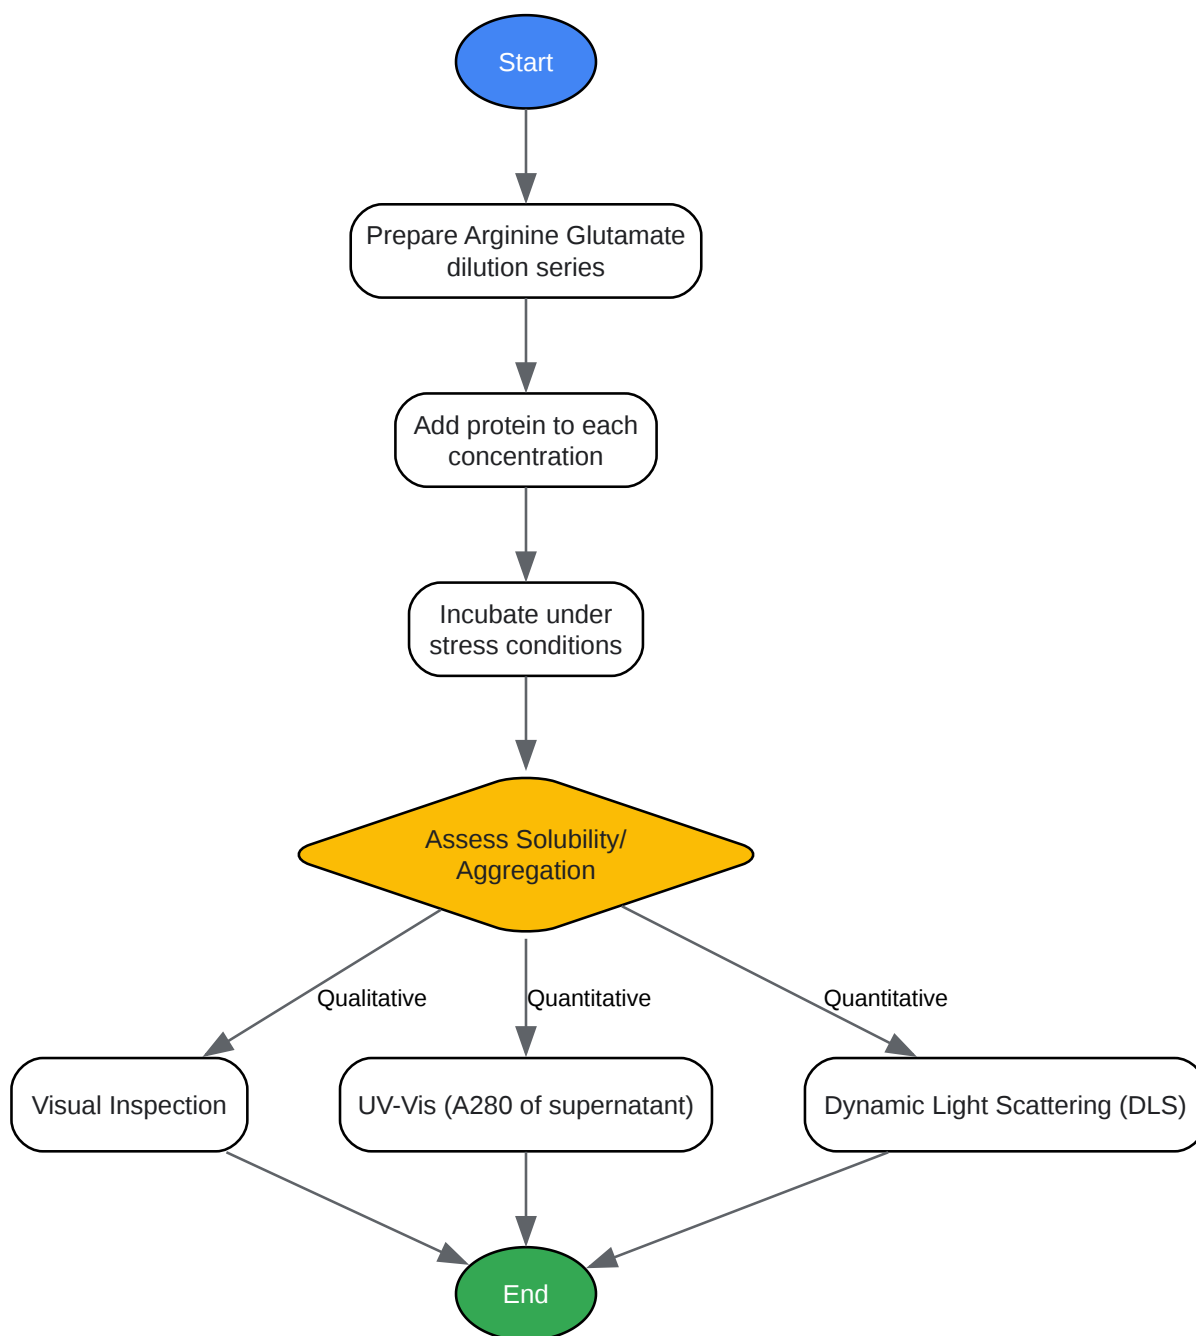 Start
Prepare Arginine Glutamate
dilution series
Add protein to each
concentration
Incubate under
stress conditions
Assess Solubility/
Aggregation
Qualitative
Quantitative
Quantitative
Visual Inspection
UV-Vis (A280 of supernatant)
Dynamic Light Scattering (DLS)
End